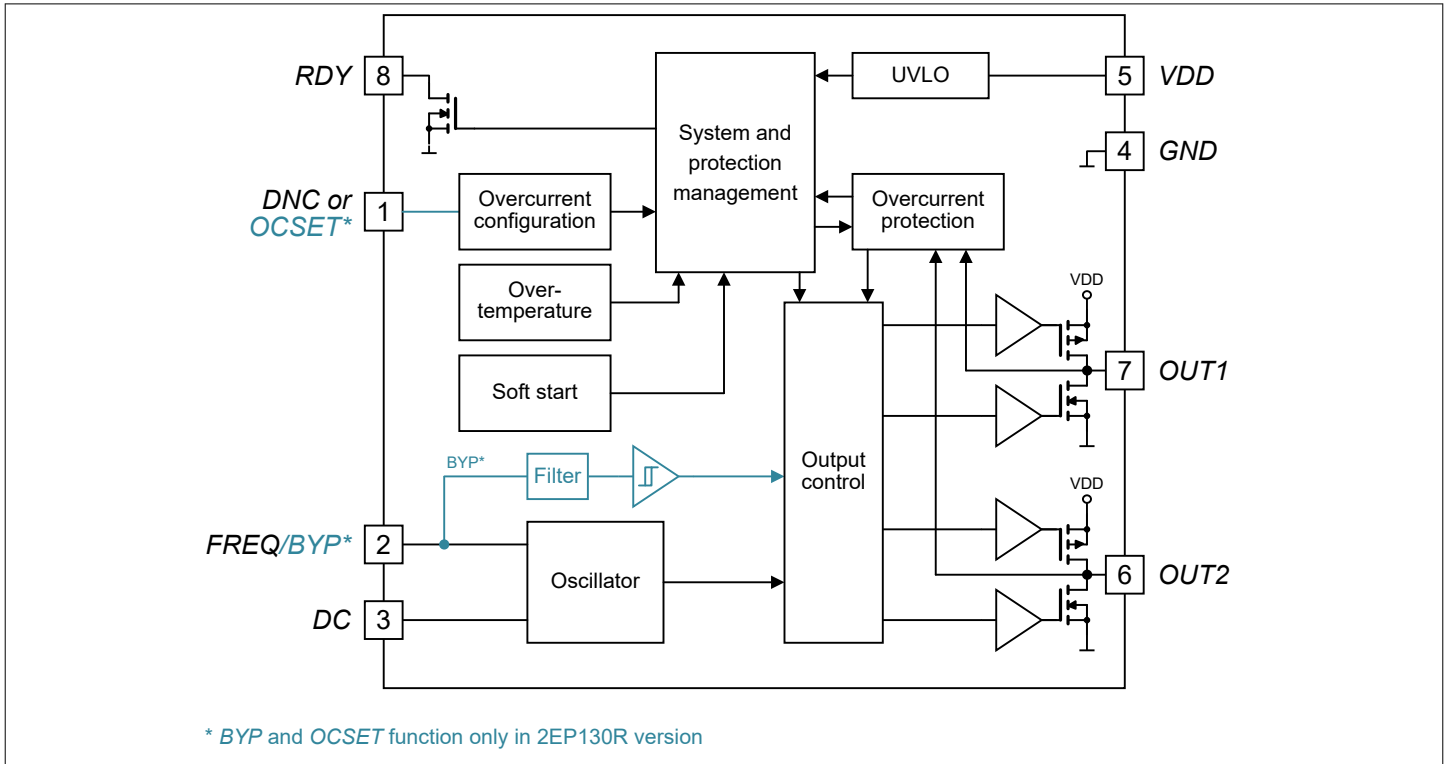 RDY
8
UVLO
5
VDD
System and
protection
management
4
GND
DNC or
OCSET*
1
Overcurrent
configuration
Overcurrent
protection
Over-
temperature
VDD
Soft start
7
OUT1
BYP*
Filter
Output
control
VDD
FREQ/BYP*
2
Oscillator
6
OUT2
DC
3
* BYP and OCSET function only in 2EP130R version